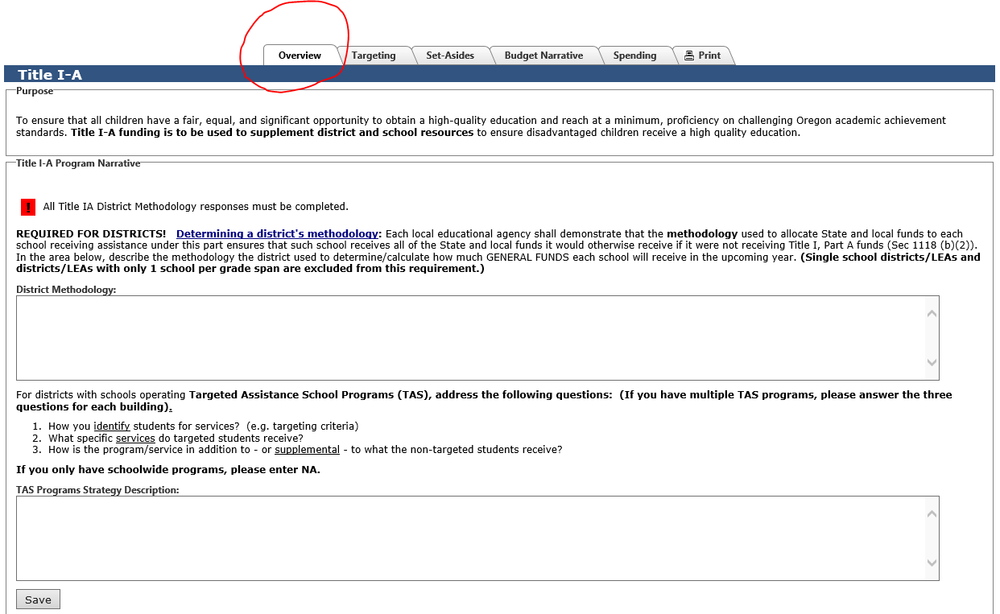 Overview Targeting Set-Asides Budget Narrative Spending Print
Title I-A
Purpose
To ensure that all children have a fair, equal, and significant opportunity to obtain a high-quality education and reach at a minimum, proficiency on challenging Oregon academic achievement
standards. Title I-A funding is to be used to supplement district and school resources to ensure disadvantaged children receive a high quality education.
Title I-A Program Narrative
! All Title IA District Methodology responses must be completed.
REQUIRED FOR DISTRICTS! Determining a district's methodology: Each local educational agency shall demonstrate that the methodology used to allocate State and local funds to each
school receiving assistance under this part ensures that such school receives all of the State and local funds it would otherwise receive if it were not receiving Title I, Part A funds (Sec 1118 (b)(2)).
In the area below, describe the methodology the district used to determine/calculate how much GENERAL FUNDS each school will receive in the upcoming year. (Single school districts/LEAs and
districts/LEAs with only 1 school per grade span are excluded from this requirement.)
District Methodology:
For districts with schools operating Targeted Assistance School Programs (TAS), address the following questions: (If you have multiple TAS programs, please answer the three
questions for each building).
1. How you identify students for services? (e.g. targeting criteria)
2. What specific services do targeted students receive?
3. How is the program/service in addition to - or supplemental - to what the non-targeted students receive?
If you only have schoolwide programs, please enter NA.
TAS Programs Strategy Description:
Save